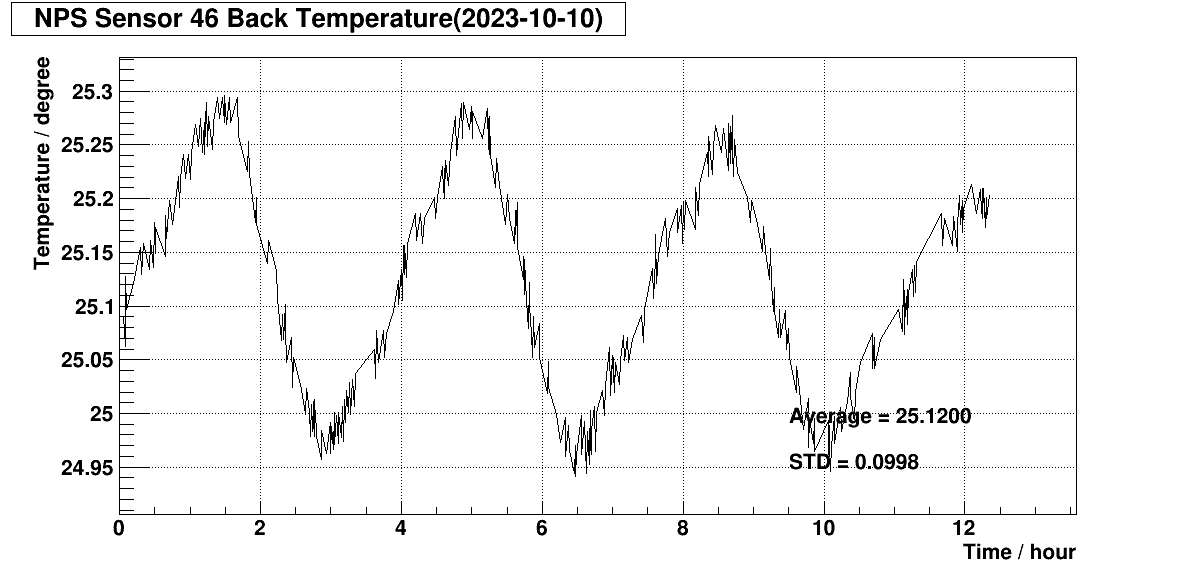 NPS Sensor 46 Back Temperature(2023-10-10)
Temperature / degree
25.3
25.25
25.2
25.15
25.1
25.05
25
24.95
Average = 25.1200
STD = 0.0998
0 2 4 6 8 10 12
Time / hour